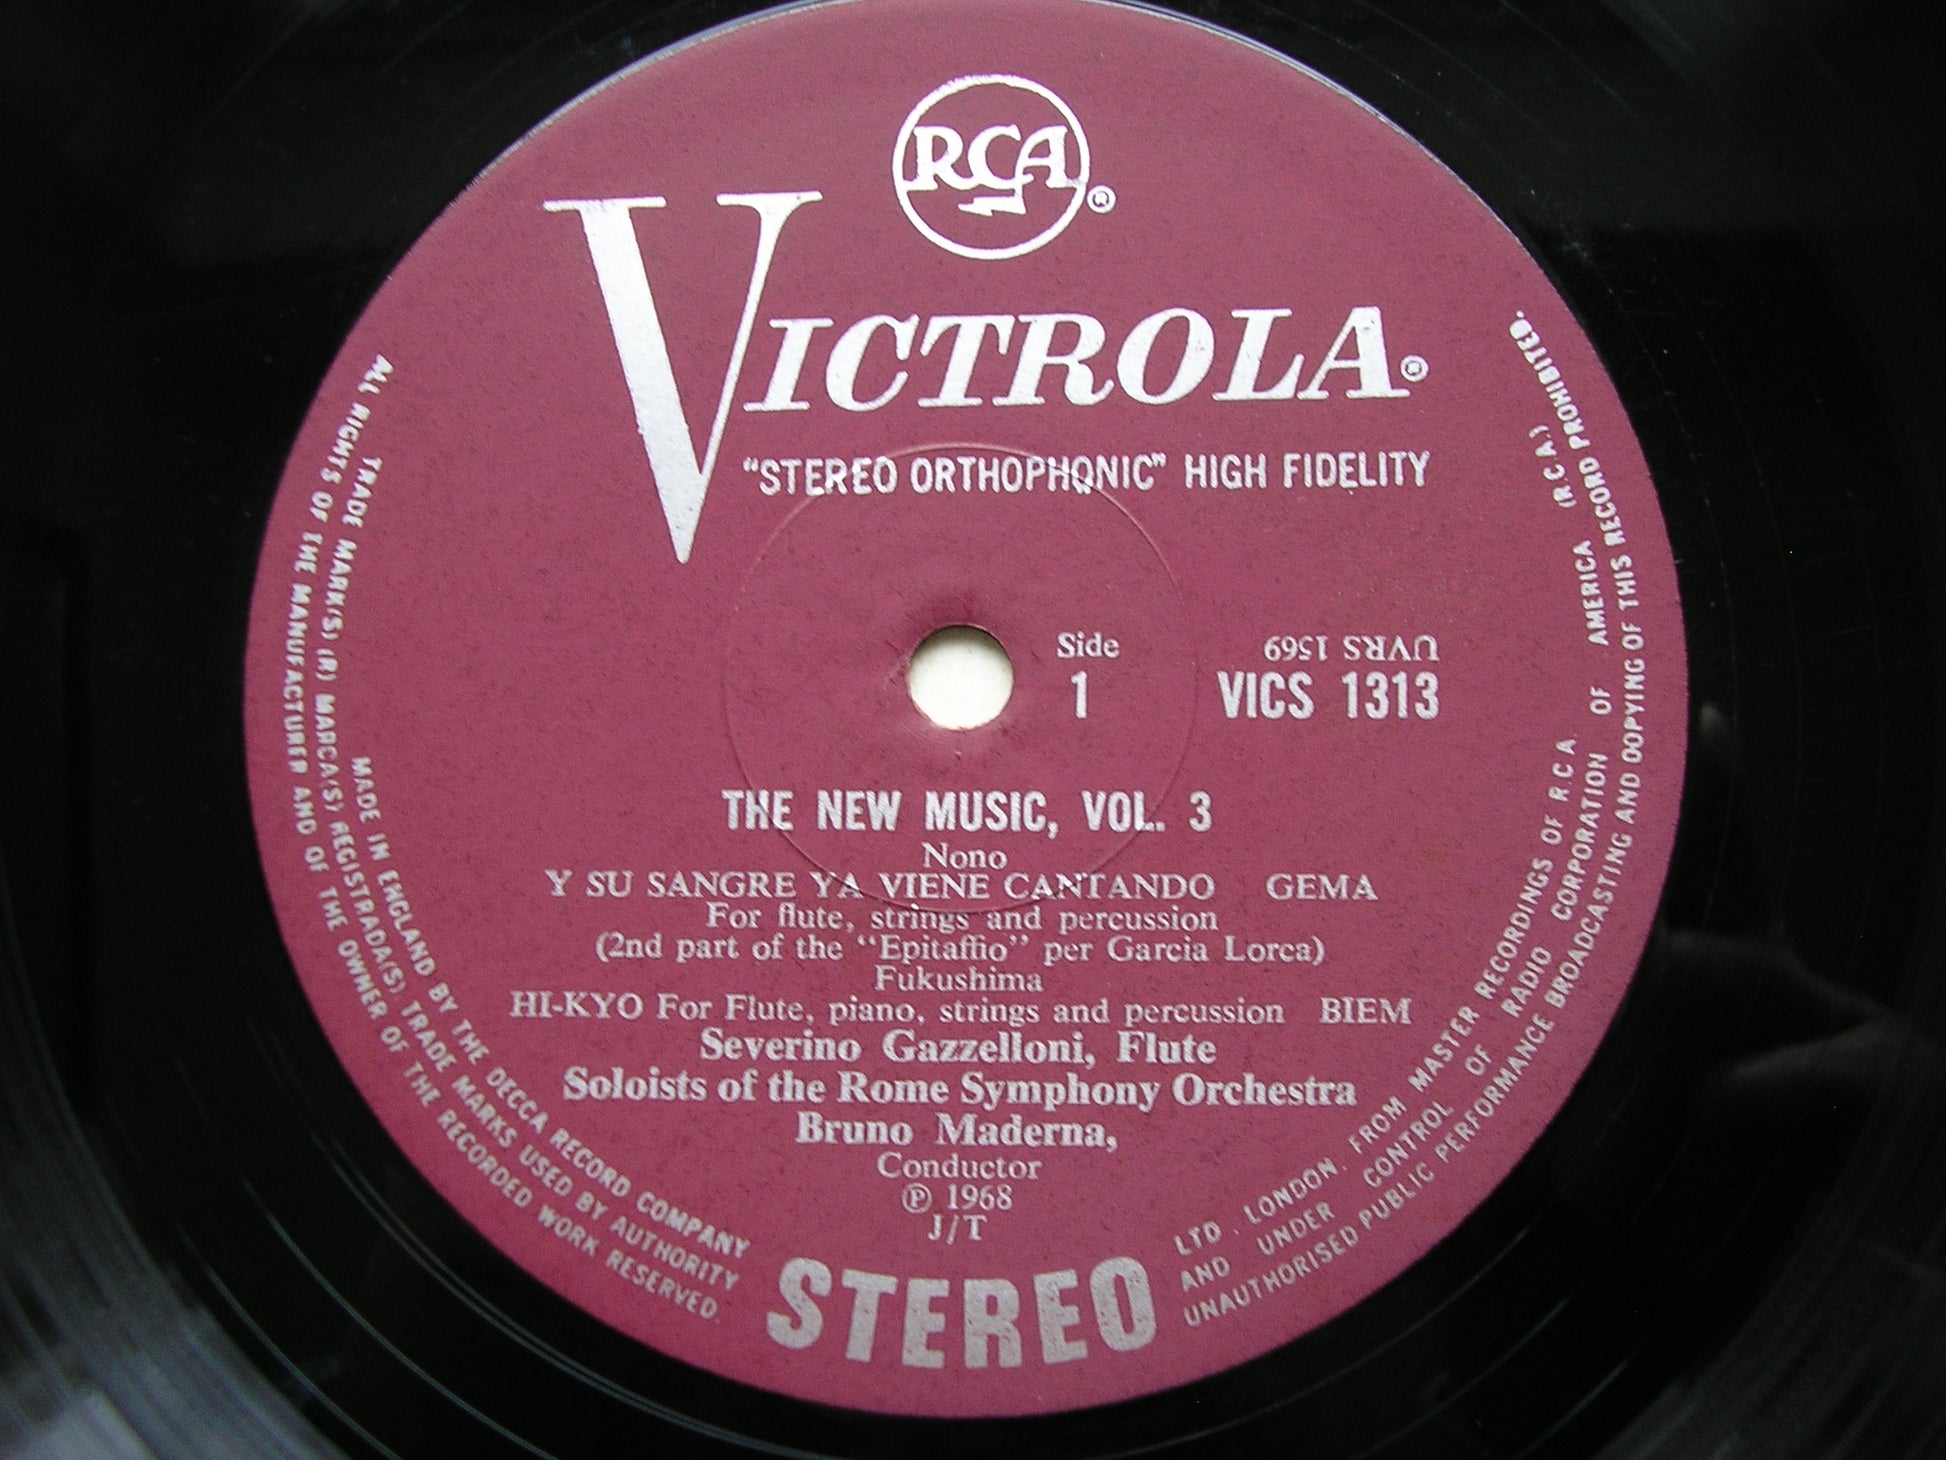 RCA®
VICTROLA®
"STEREO ORTHOPHONIC" HIGH FIDELITY
Side
1
UVRS 1569
VICS 1313
THE NEW MUSIC, VOL. 3
Nono
Y SU SANGRE YA VIENE CANTANDO GEMA
For flute, strings and percussion
(2nd part of the "Epitaffio" per Garcia Lorca)
Fukushima
HI-KYO For Flute, piano, strings and percussion BIEM
Severino Gazzelloni, Flute
Soloists of the Rome Symphony Orchestra
Bruno Maderna,
Conductor
℗ 1968
J/T
STEREO
MADE IN ENGLAND BY THE DECCA RECORD COMPANY LTD., LONDON, FROM MASTER RECORDINGS OF R.C.A.
TRADE MARK(S) (R) MARCA(S) REGISTRADA(S) TRADE MARKS USED BY AUTHORITY AND UNDER CONTROL OF RADIO CORPORATION OF AMERICA (R.C.A.)
ALL RIGHTS OF THE MANUFACTURER AND OF THE OWNER OF THE RECORDED WORK RESERVED. UNAUTHORISED PUBLIC PERFORMANCE BROADCASTING AND COPYING OF THIS RECORD PROHIBITED.